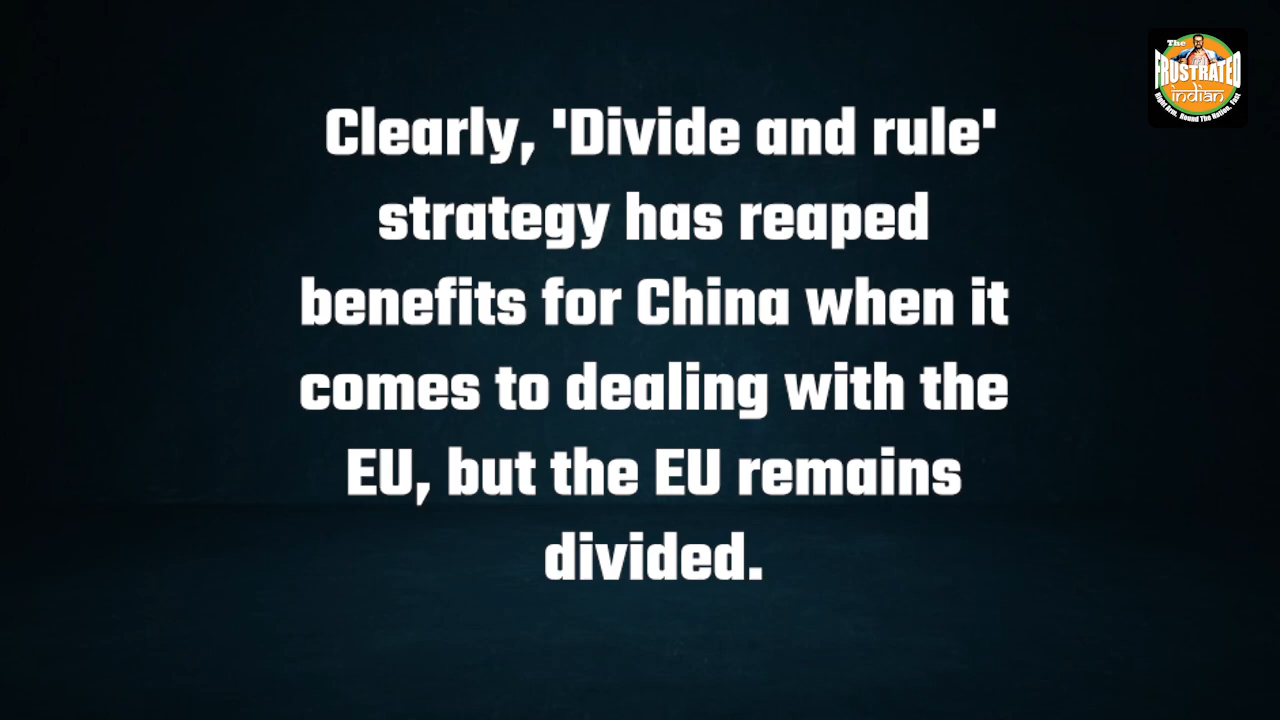 The
FRUSTRATED
indian
Clearly, 'Divide and rule'
strategy has reaped
benefits for China when it
comes to dealing with the
EU, but the EU remains
divided.